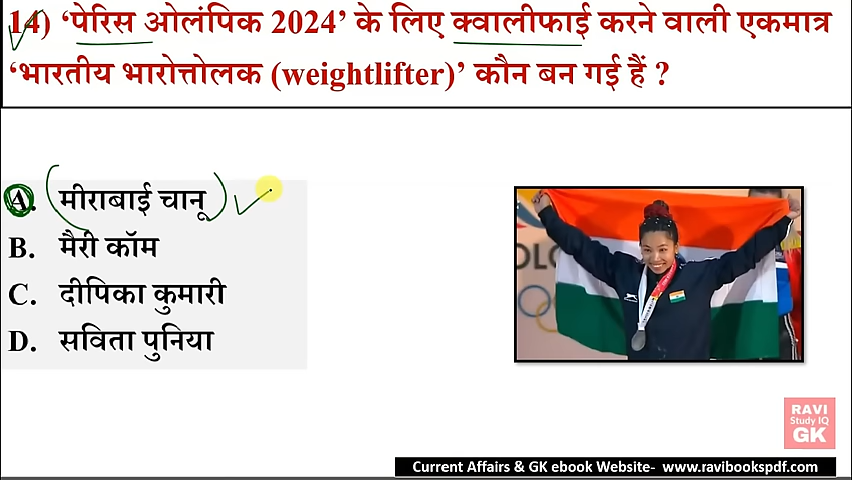 14) ‘पेरिस ओलंपिक 2024’ के लिए क्वालीफाई करने वाली एकमात्र
‘भारतीय भारोत्तोलक (weightlifter)’ कौन बन गई हैं ?
A. मीराबाई चानू
B. मैरी कॉम
C. दीपिका कुमारी
D. सविता पुनिया
RAVI
Study IQ
GK
Current Affairs & GK ebook Website- www.ravibookspdf.com